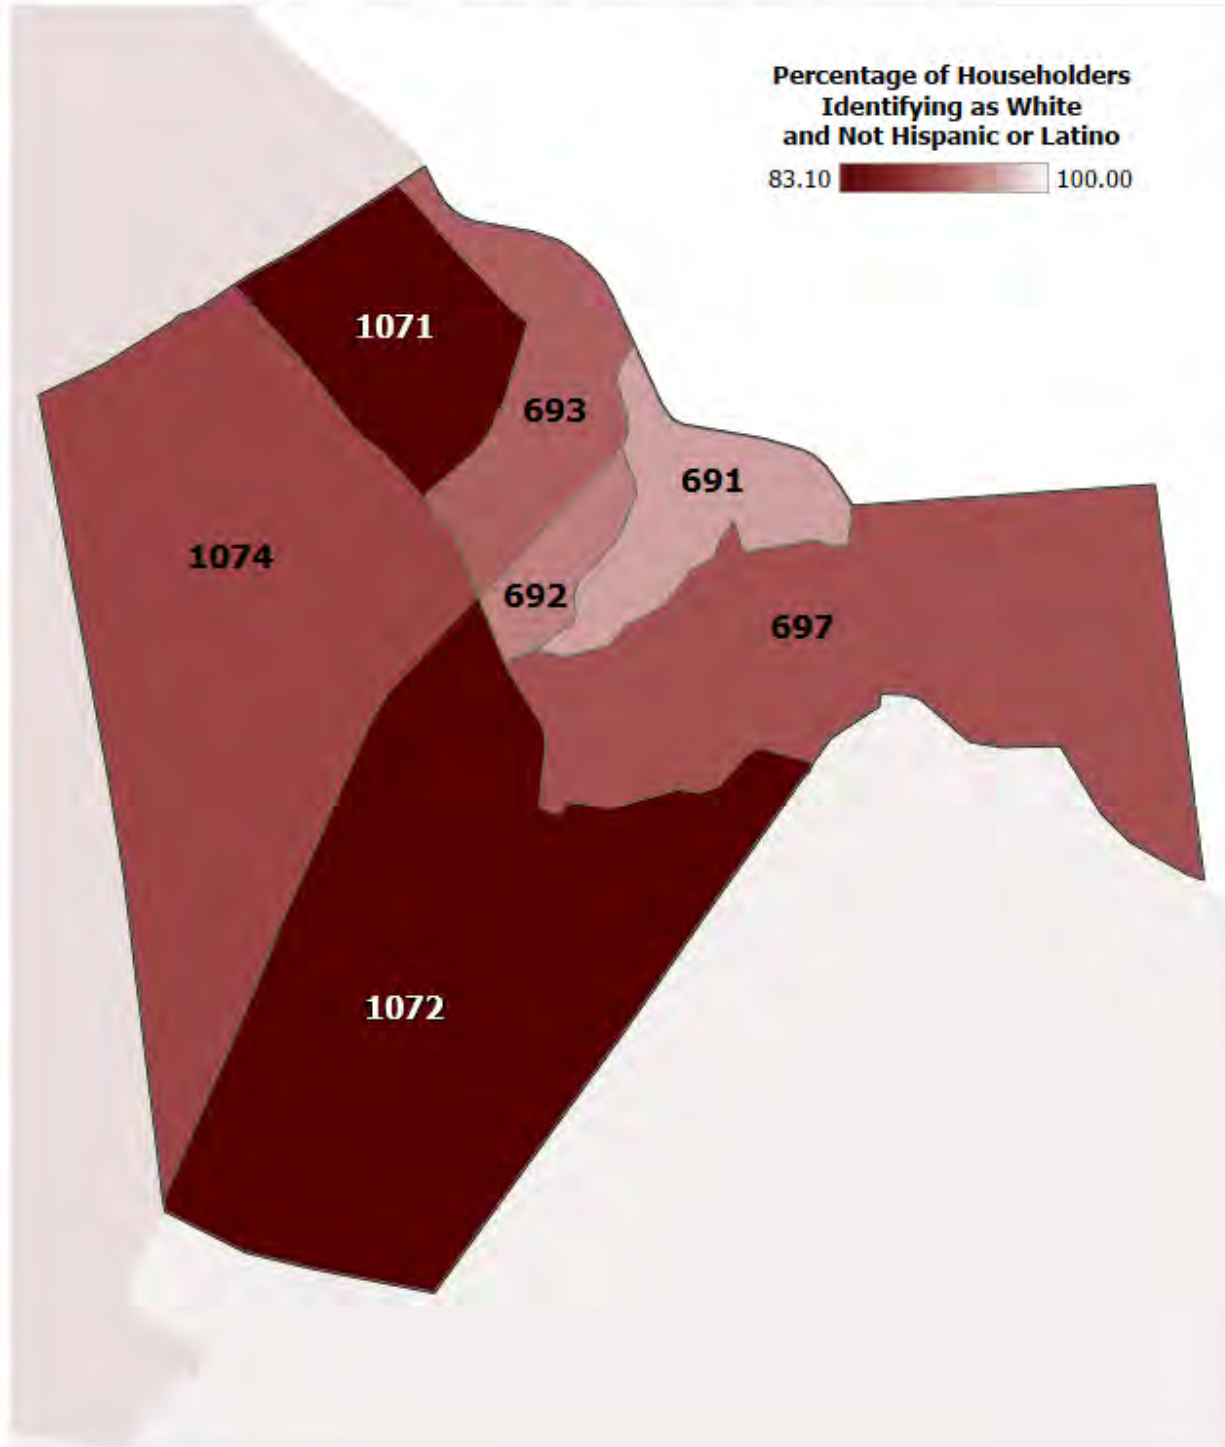 Percentage of Householders
Identifying as White
and Not Hispanic or Latino
83.10 100.00
1071
693
691
1074
692
697
1072